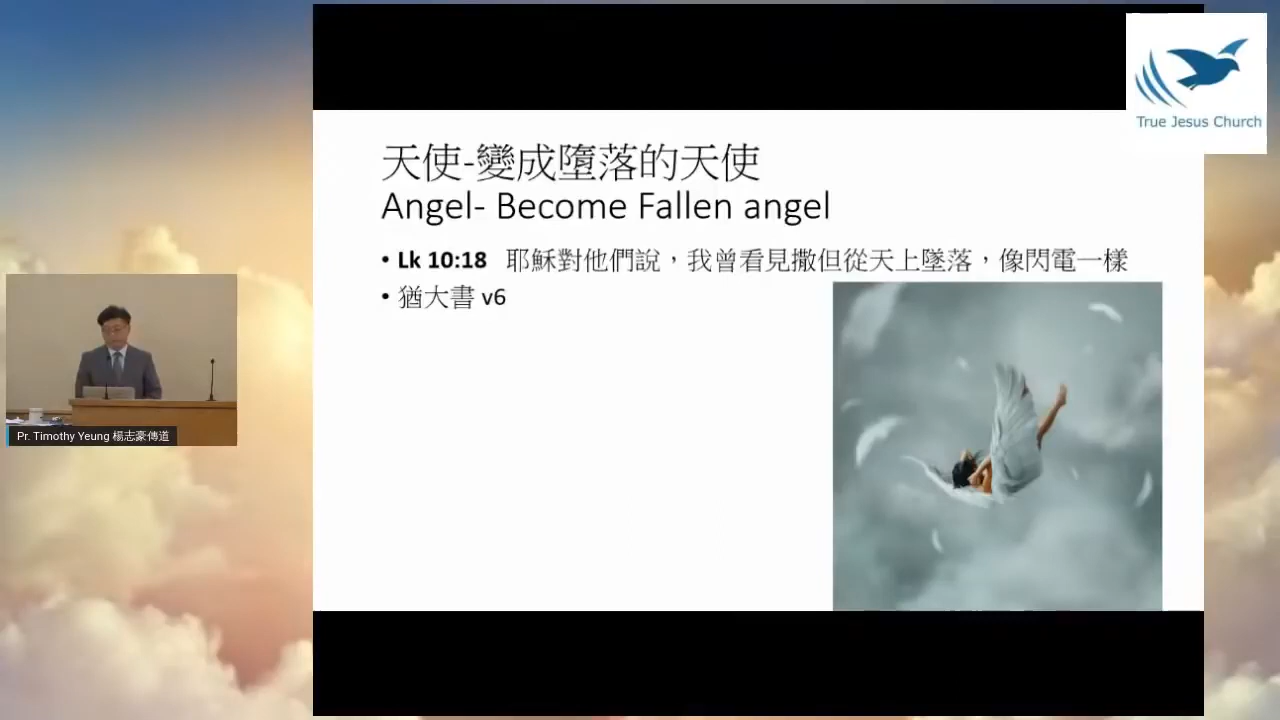 True Jesus Church
天使-變成墮落的天使
Angel- Become Fallen angel
• Lk 10:18 耶穌對他們說，我曾看見撒但從天上墜落，像閃電一樣
• 猶大書 v6
Pr. Timothy Yeung 楊志豪傳道